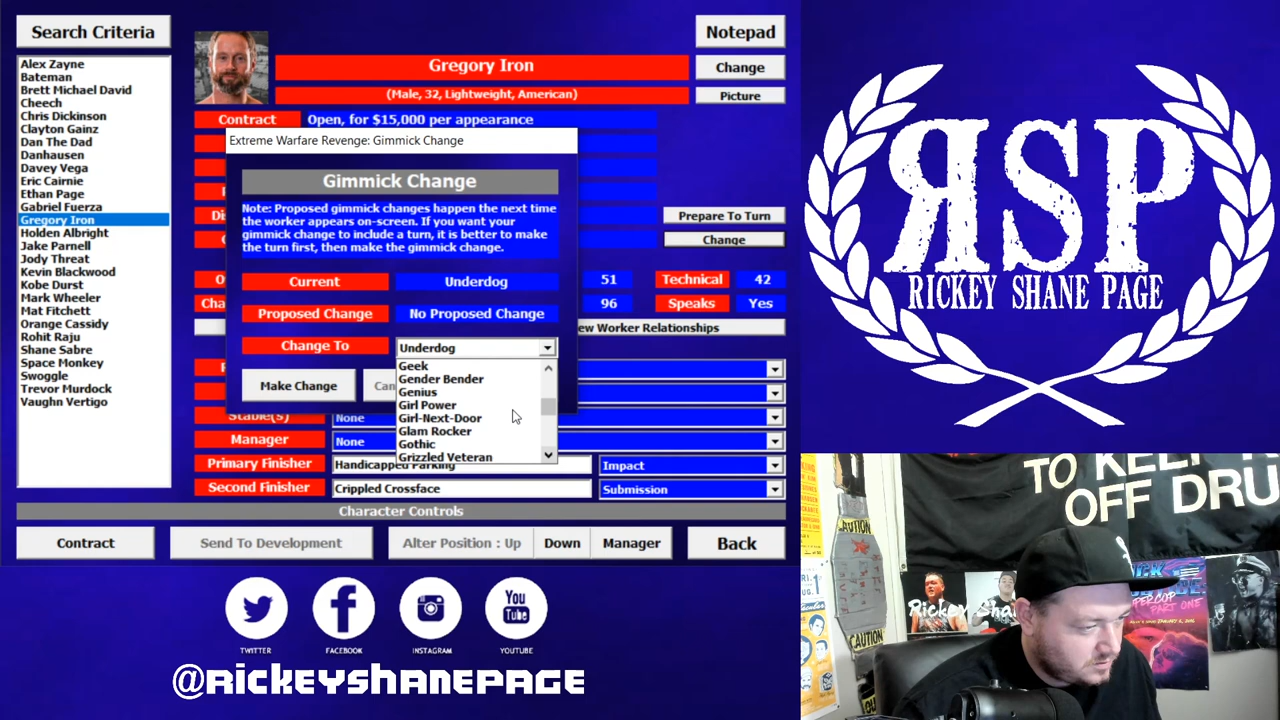 Search Criteria
Alex Zayne
Bateman
Brett Michael David
Cheech
Chris Dickinson
Clayton Gainz
Dan The Dad
Danhausen
Davey Vega
Eric Cairnie
Ethan Page
Gabriel Fuerza
Gregory Iron
Holden Albright
Jake Parnell
Jody Threat
Kevin Blackwood
Kobe Durst
Mark Wheeler
Mat Fitchett
Orange Cassidy
Rohit Raju
Shane Sabre
Space Monkey
Swoggle
Trevor Murdock
Vaughn Vertigo
Gregory Iron
(Male, 32, Lightweight, American)
Notepad
Change
Picture
Contract
Open, for $15,000 per appearance
Extreme Warfare Revenge: Gimmick Change
Gimmick Change
Note: Proposed gimmick changes happen the next time
the worker appears on-screen. If you want your
gimmick change to include a turn, it is better to make
the turn first, then make the gimmick change.
Current
Underdog
Proposed Change
No Proposed Change
Change To
Underdog
Geek
Gender Bender
Genius
Girl Power
Girl-Next-Door
Glam Rocker
Gothic
Grizzled Veteran
Make Change
Prepare To Turn
Change
51
Technical
42
96
Speaks
Yes
Worker Relationships
Stable(s)
None
Manager
None
Primary Finisher
Handicapped Parking
Impact
Second Finisher
Crippled Crossface
Submission
Character Controls
Contract
Send To Development
Alter Position : Up
Down
Manager
Back
You
Tube
TWITTER
FACEBOOK
INSTAGRAM
YOUTUBE
@RICKEYSHANEPAGE
RSP
RICKEY SHANE PAGE
OFF DRU
CAUTION
CAUTION
Rickey Sha
PART ONE